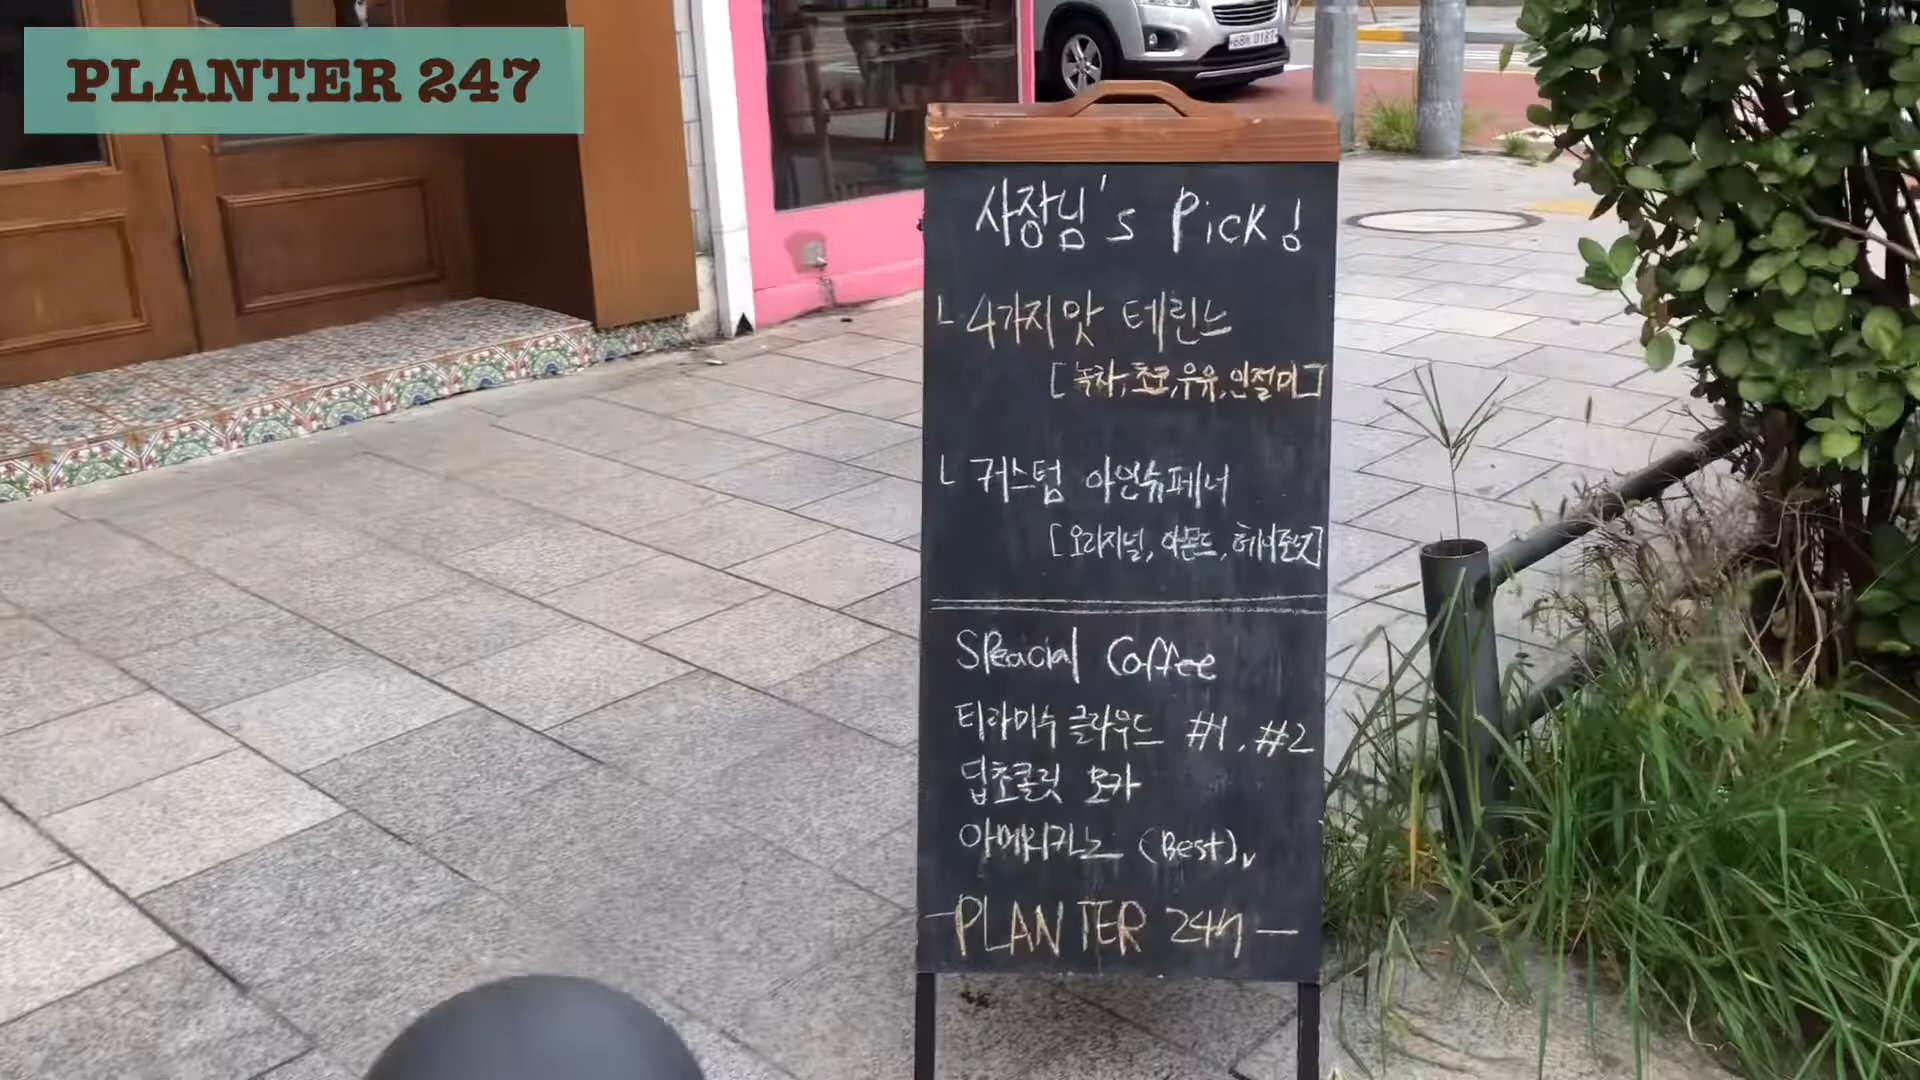 PLANTER 247
사장님's Pick!
ㄴ 4가지맛 테린느
[녹차, 초코, 우유, 인절미]
ㄴ 커스텀 아인슈페너
[오리지널, 아몬드, 헤이즐넛]
Speacial Coffee
티라미수 클라우드 #1, #2
딥초콜릿 모카
아메리카노 (Best)
-PLANTER 247-